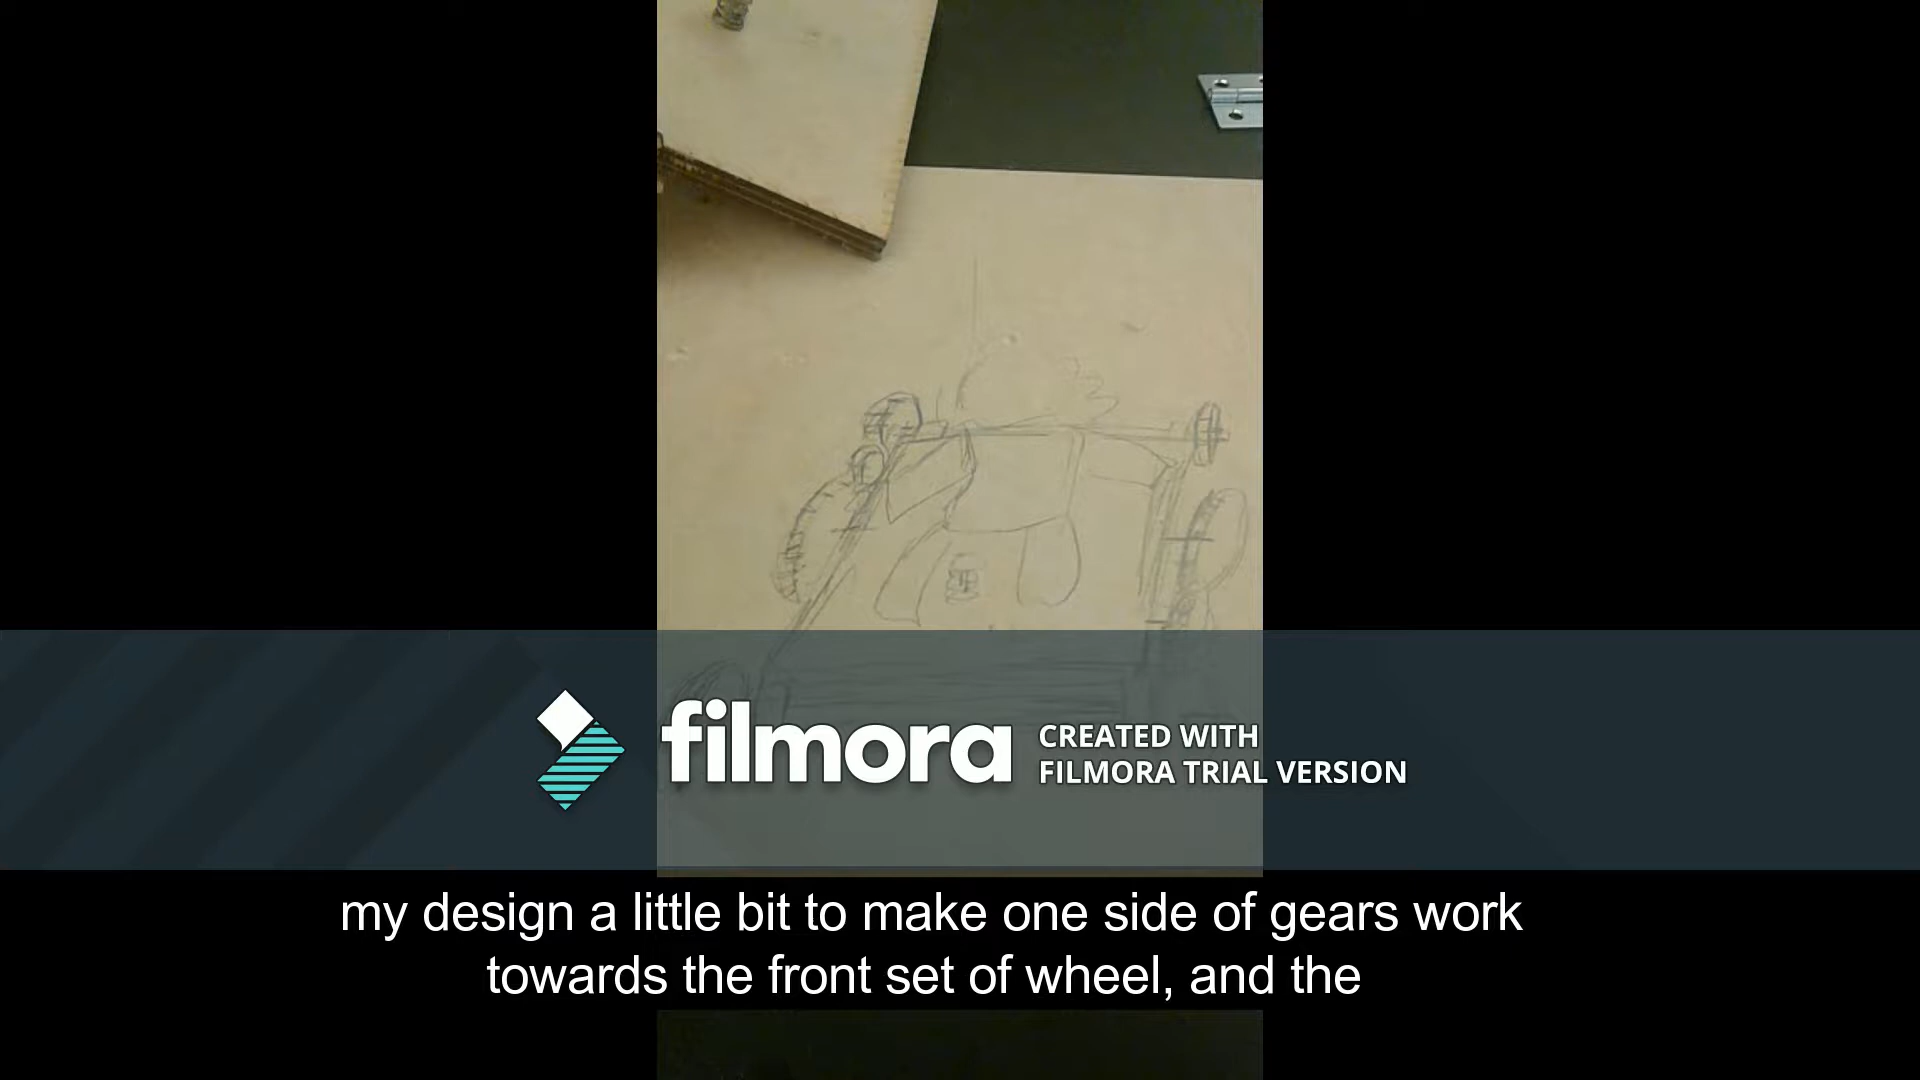 filmora
CREATED WITH
FILMORA TRIAL VERSION
my design a little bit to make one side of gears work
towards the front set of wheel, and the